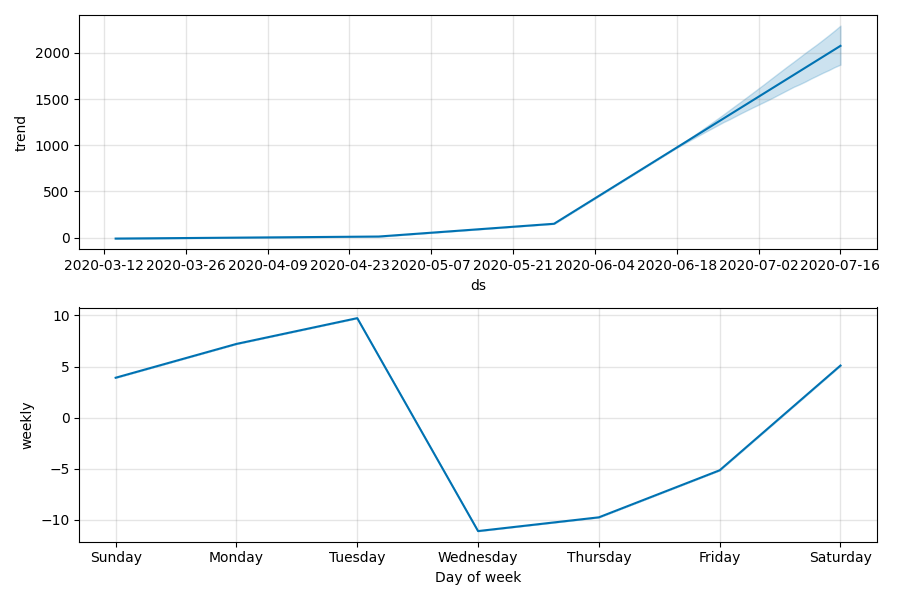 2000
1500
1000
500
0
trend
2020-03-12 2020-03-26 2020-04-09 2020-04-23 2020-05-07 2020-05-21 2020-06-04 2020-06-18 2020-07-02 2020-07-16
ds
10
5
0
−5
−10
weekly
Sunday Monday Tuesday Wednesday Thursday Friday Saturday
Day of week